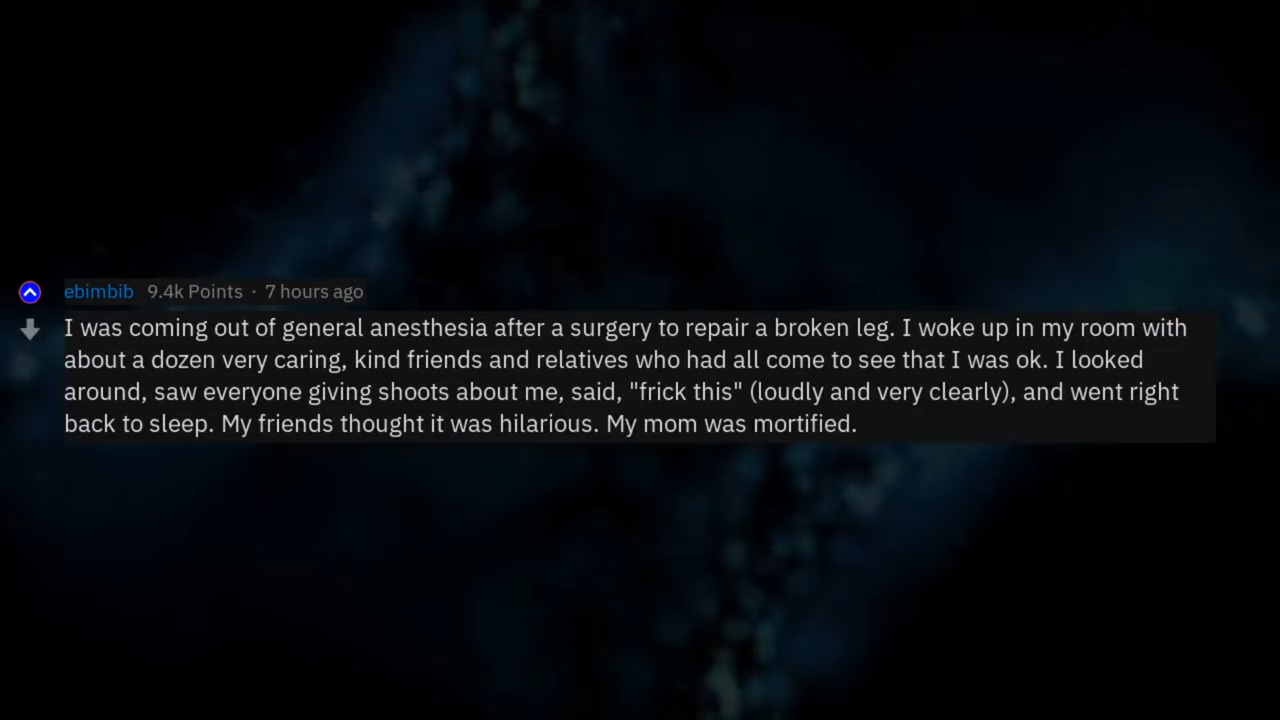 ebimbib 9.4k Points · 7 hours ago
I was coming out of general anesthesia after a surgery to repair a broken leg. I woke up in my room with
about a dozen very caring, kind friends and relatives who had all come to see that I was ok. I looked
around, saw everyone giving shoots about me, said, "frick this" (loudly and very clearly), and went right
back to sleep. My friends thought it was hilarious. My mom was mortified.